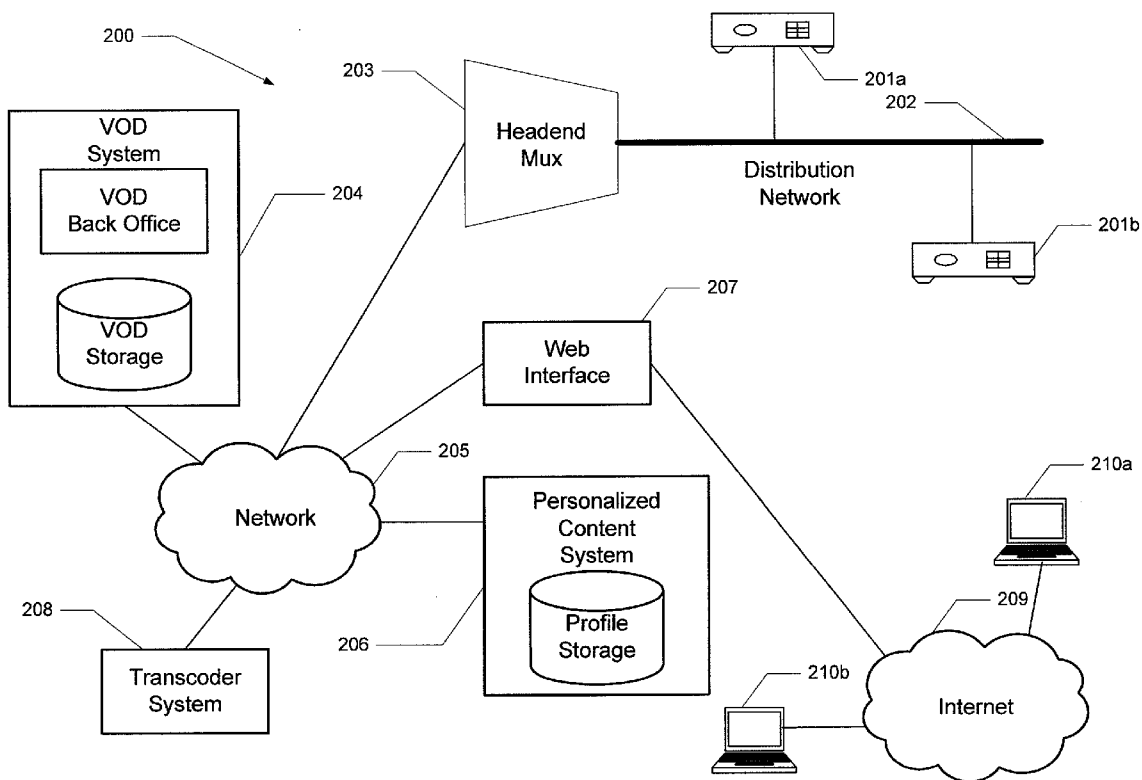 200
203
201a
202
VOD
System
Headend
Mux
VOD
Back Office
204
Distribution
Network
201b
207
VOD
Storage
Web
Interface
205
210a
Network
Personalized
Content
System
209
208
206
Profile
Storage
Transcoder
System
210b
Internet